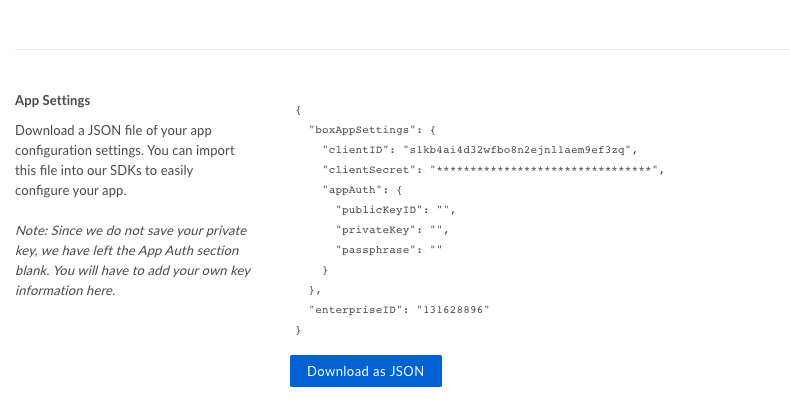 App Settings
Download a JSON file of your app
configuration settings. You can import
this file into our SDKs to easily
configure your app.
Note: Since we do not save your private
key, we have left the App Auth section
blank. You will have to add your own key
information here.
{
"boxAppSettings": {
"clientID": "s1kb4ai4d32wfbo8n2ejnl1aem9ef3zq",
"clientSecret": "********************************",
"appAuth": {
"publicKeyID": "",
"privateKey": "",
"passphrase": ""
}
},
"enterpriseID": "131628896"
}
Download as JSON